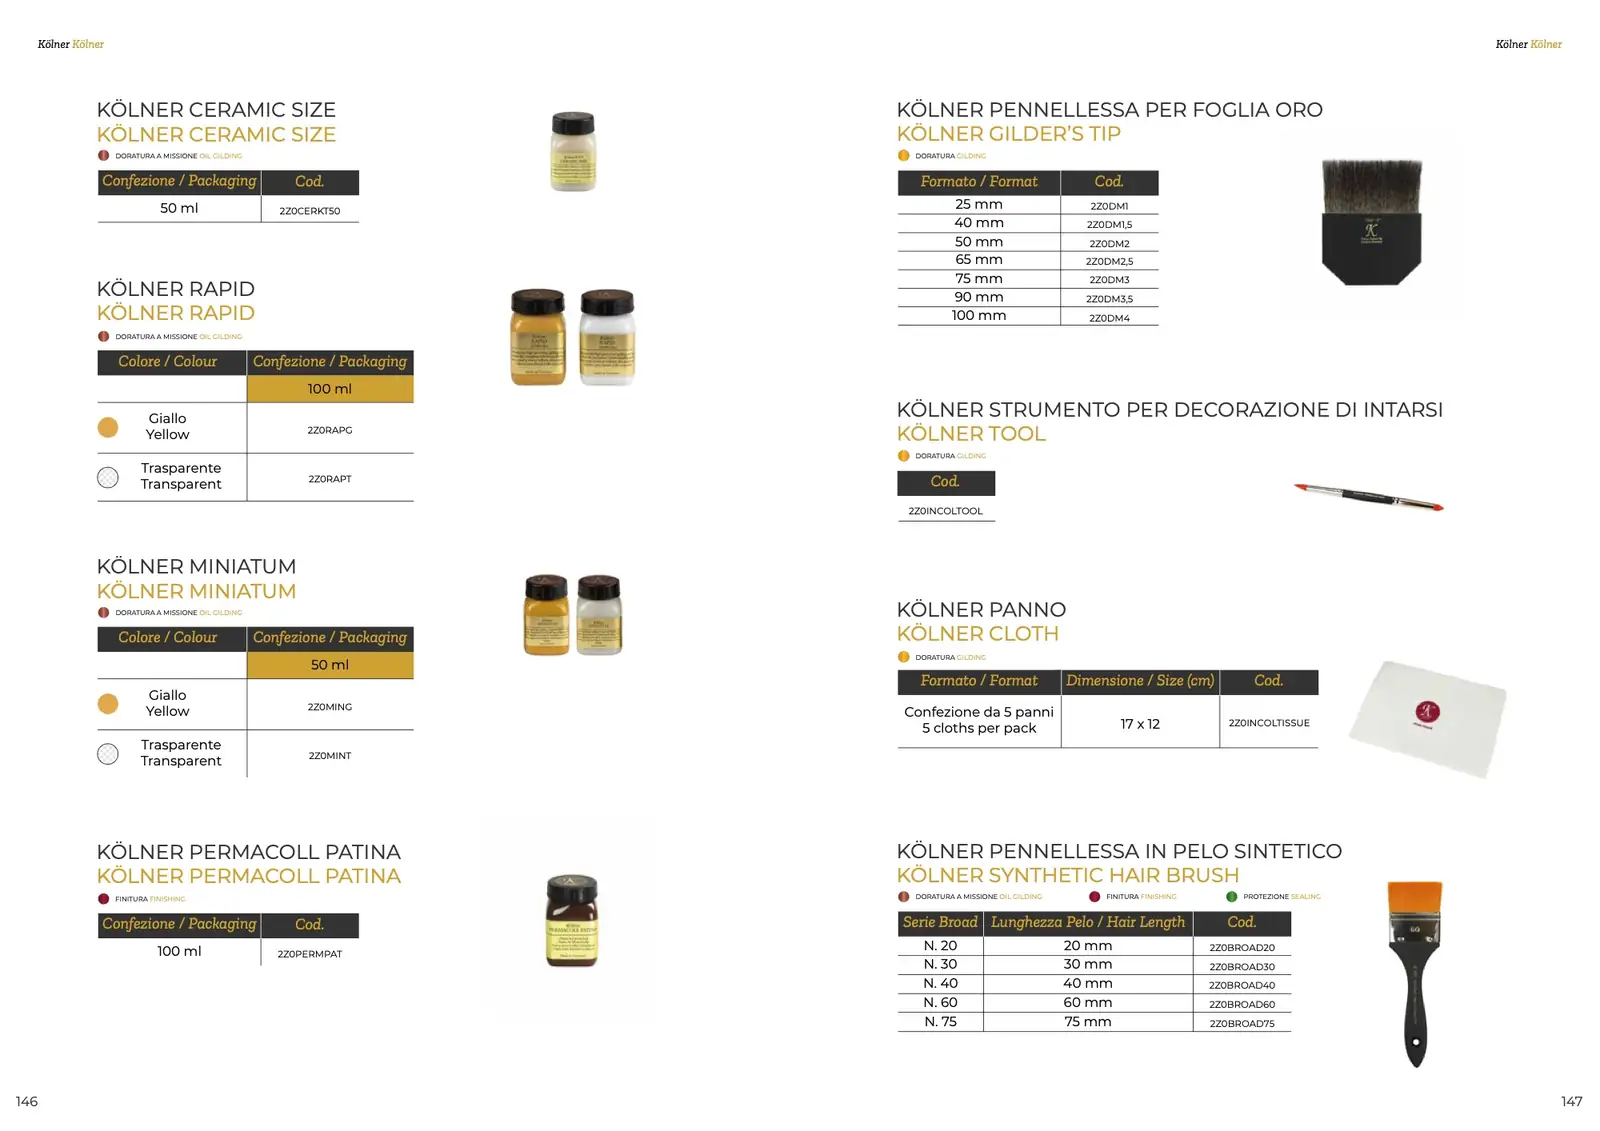 Kölner Kölner
KÖLNER CERAMIC SIZE
KÖLNER CERAMIC SIZE
DORATURA A MISSIONE OIL GILDING
Confezione / Packaging Cod.
50 ml 2Z0CERKT50
KÖLNER RAPID
KÖLNER RAPID
DORATURA A MISSIONE OIL GILDING
Colore / Colour Confezione / Packaging
100 ml
Giallo
Yellow
2Z0RAPG
Trasparente
Transparent
2Z0RAPT
KÖLNER MINIATUM
KÖLNER MINIATUM
DORATURA A MISSIONE OIL GILDING
Colore / Colour Confezione / Packaging
50 ml
Giallo
Yellow
2Z0MING
Trasparente
Transparent
2Z0MINT
KÖLNER PERMACOLL PATINA
KÖLNER PERMACOLL PATINA
FINITURA FINISHING
Confezione / Packaging Cod.
100 ml 2Z0PERMPAT
146
Kölner Kölner
KÖLNER PENNELLESSA PER FOGLIA ORO
KÖLNER GILDER'S TIP
DORATURA GILDING
Formato / Format Cod.
25 mm 2Z0DM1
40 mm 2Z0DM1,5
50 mm 2Z0DM2
65 mm 2Z0DM2,5
75 mm 2Z0DM3
90 mm 2Z0DM3,5
100 mm 2Z0DM4
K
KÖLNER STRUMENTO PER DECORAZIONE DI INTARSI
KÖLNER TOOL
DORATURA GILDING
Cod.
2Z0INCOLTOOL
KÖLNER PANNO
KÖLNER CLOTH
DORATURA GILDING
Formato / Format Dimensione / Size (cm) Cod.
Confezione da 5 panni
5 cloths per pack
17 x 12 2Z0INCOLTISSUE
K
KÖLNER PENNELLESSA IN PELO SINTETICO
KÖLNER SYNTHETIC HAIR BRUSH
DORATURA A MISSIONE OIL GILDING FINITURA FINISHING PROTEZIONE SEALING
Serie Broad Lunghezza Pelo / Hair Length Cod.
N. 20 20 mm 2Z0BROAD20
N. 30 30 mm 2Z0BROAD30
N. 40 40 mm 2Z0BROAD40
N. 60 60 mm 2Z0BROAD60
N. 75 75 mm 2Z0BROAD75
60
147